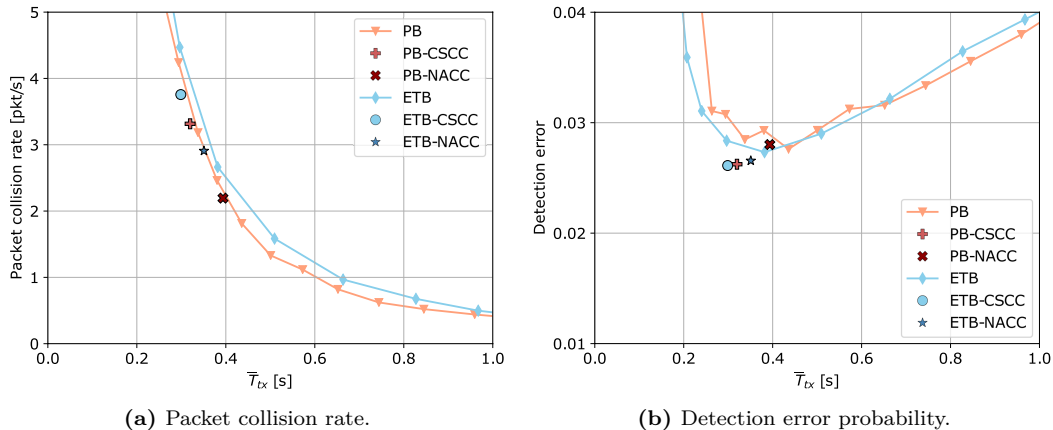 5
4
3
2
1
0
Packet collision rate [pkt/s]
0.0 0.2 0.4 0.6 0.8 1.0
T̅tx [s]
PB
PB-CSCC
PB-NACC
ETB
ETB-CSCC
ETB-NACC
(a) Packet collision rate.
0.04
0.03
0.02
0.01
Detection error
0.0 0.2 0.4 0.6 0.8 1.0
T̅tx [s]
PB
PB-CSCC
PB-NACC
ETB
ETB-CSCC
ETB-NACC
(b) Detection error probability.